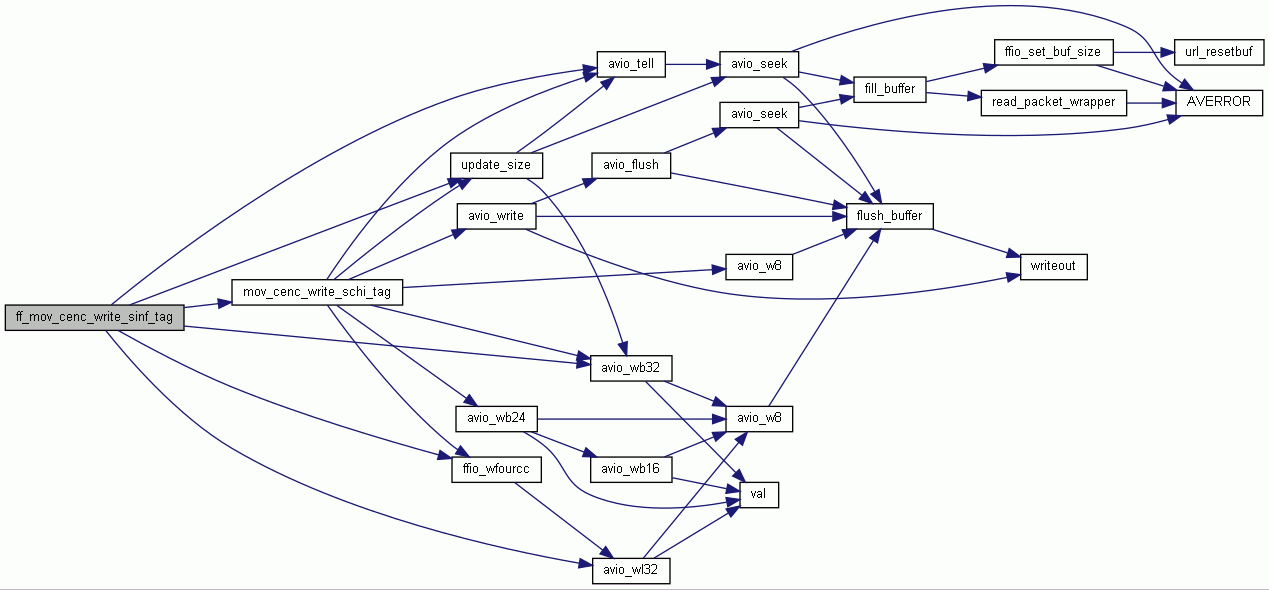 ffio_set_buf_size
url_resetbuf
avio_tell
avio_seek
fill_buffer
read_packet_wrapper
AVERROR
avio_seek
update_size
avio_flush
avio_write
flush_buffer
avio_w8
writeout
mov_cenc_write_schi_tag
ff_mov_cenc_write_sinf_tag
avio_wb32
avio_wb24
avio_w8
ffio_wfourcc
avio_wb16
val
avio_wl32